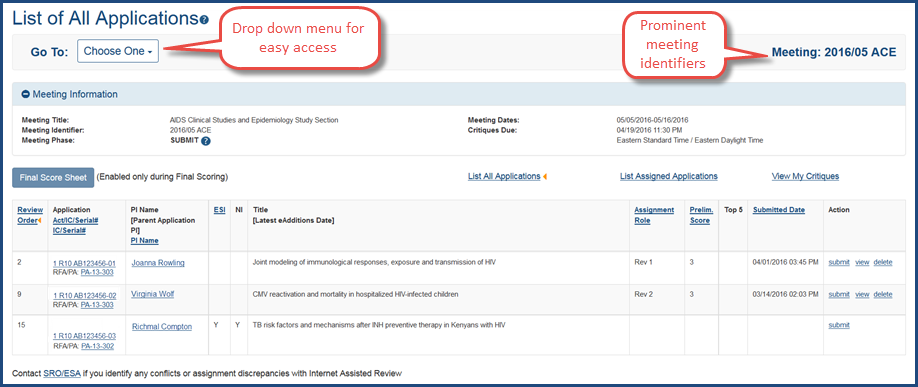 List of All Applications?
Drop down menu for
easy access
Prominent
meeting
identifiers
Go To: Choose One
Meeting: 2016/05 ACE
Meeting Information
Meeting Title: AIDS Clinical Studies and Epidemiology Study Section Meeting Dates: 05/05/2016-05/16/2016
Meeting Identifier: 2016/05 ACE Critiques Due: 04/19/2016 11:30 PM
Meeting Phase: SUBMIT ? Eastern Standard Time / Eastern Daylight Time
Final Score Sheet (Enabled only during Final Scoring) List All Applications List Assigned Applications View My Critiques
Review Application PI Name ESI NI Title Assignment Prelim. Top 5 Submitted Date Action
Order Act/IC/Serial# [Parent Application [Latest eAdditions Date] Role Score
IC/Serial# PI]
PI Name
2 1 R10 AB123456-01 Joanna Rowling Joint modeling of immunological responses, exposure and transmission of HIV Rev 1 3 04/01/2016 03:45 PM submit view delete
RFA/PA: PA-13-303
9 1 R10 AB123456-02 Virginia Wolf CMV reactivation and mortality in hospitalized HIV-infected children Rev 2 3 03/14/2016 02:03 PM submit view delete
RFA/PA: PA-13-303
15 Richmal Compton Y Y TB risk factors and mechanisms after INH preventive therapy in Kenyans with HIV submit
1 R10 AB123456-03
RFA/PA: PA-13-302
Contact SRO/ESA if you identify any conflicts or assignment discrepancies with Internet Assisted Review